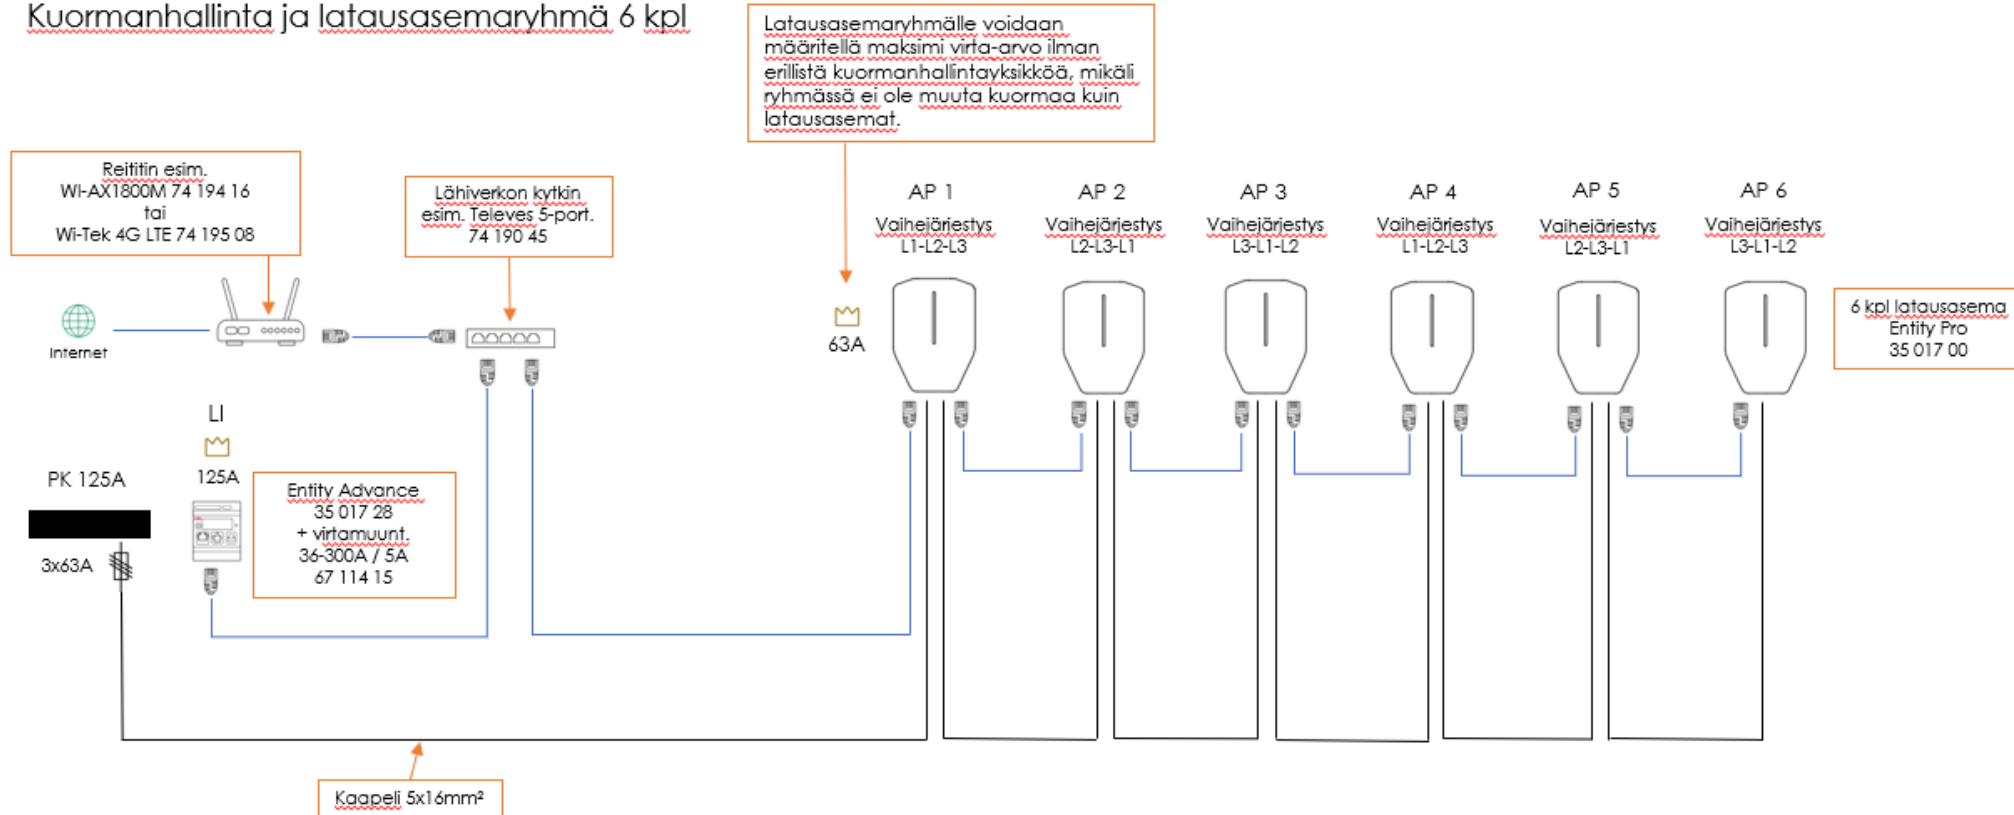 Kuormanhallinta ja latausasemaryhmä 6 kpl
Latausasemaryhmälle voidaan
määritellä maksimi virta-arvo ilman
erillistä kuormanhallintayksikköä, mikäli
ryhmässä ei ole muuta kuormaa kuin
latausasemat.
Reititin esim.
WI-AX1800M 74 194 16
tai
Wi-Tek 4G LTE 74 195 08
Lähiverkon kytkin
esim. Televes 5-port.
74 190 45
AP 1
Vaihejärjestys
L1-L2-L3
AP 2
Vaihejärjestys
L2-L3-L1
AP 3
Vaihejärjestys
L3-L1-L2
AP 4
Vaihejärjestys
L1-L2-L3
AP 5
Vaihejärjestys
L2-L3-L1
AP 6
Vaihejärjestys
L3-L1-L2
Internet
63A
6 kpl latausasema
Entity Pro
35 017 00
LI
125A
PK 125A
3x63A
Entity Advance
35 017 28
+ virtamuunt.
36-300A / 5A
67 114 15
Kaapeli 5x16mm²